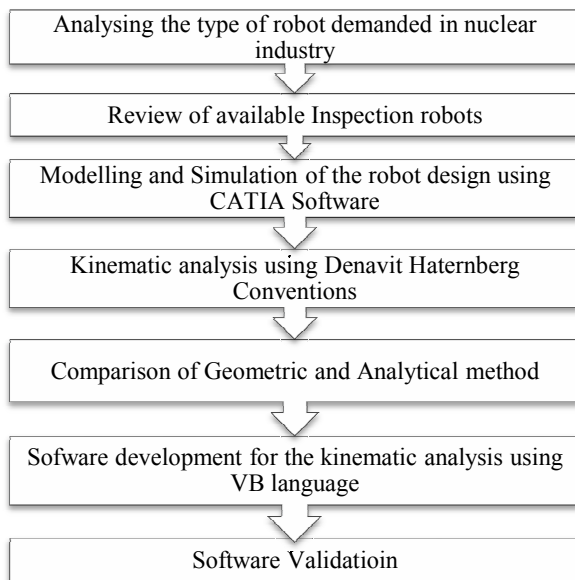 Analysing the type of robot demanded in nuclear
industry
Review of available Inspection robots
Modelling and Simulation of the robot design using
CATIA Software
Kinematic analysis using Denavit Haternberg
Conventions
Comparison of Geometric and Analytical method
Sofware development for the kinematic analysis using
VB language
Software Validatioin